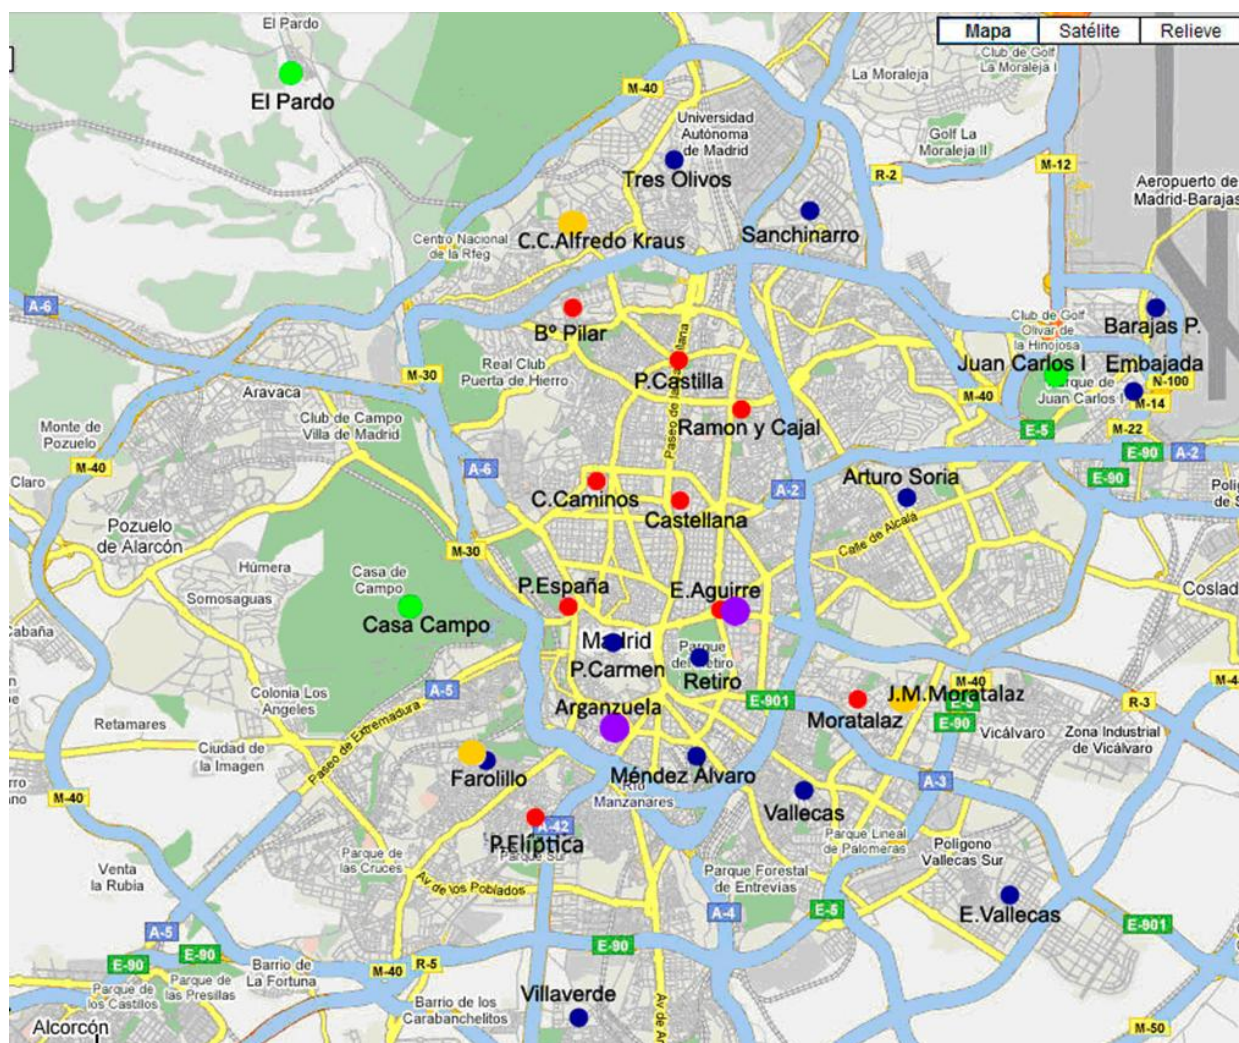 El Pardo
Mapa
Satélite
Relieve
El Pardo
M-40
La Moraleja
Club de Golf
La Moraleja I
Universidad
Autónoma
de Madrid
Golf La
Moraleja II
Tres Olivos
R-2
M-12
Aeropuerto de
Madrid-Barajas
C.C.Alfredo Kraus
Sanchinarro
Centro Nacional
de la Rfeg
A-6
Bº Pilar
Barajas P.
Club de Golf
Olivar de
la Hinojosa
Real Club
Puerta de Hierro
P.Castilla
Juan Carlos I
Embajada
M-30
Parque de
Juan Carlos I
N-100
M-40
M-14
Aravaca
Club de Campo
Villa de Madrid
Ramon y Cajal
Paseo de la
Monte de
Pozuelo
E-5
M-22
M-40
A-6
E-90
A-2
Claro
Arturo Soria
E-90
C.Caminos
A-2
Castellana
Pozuelo
de Alarcón
Calle de Alcalá
M-30
Húmera
Casa de
Campo
P.España
E.Aguirre
Somosaguas
Coslad
Casa Campo
Cabaña
Madrid
Parque
del Retiro
P.Carmen
Retiro
Colonia Los
Angeles
A-5
M-40
J.M.Moratalaz
E-901
R-3
Retamares
Arganzuela
Moratalaz
E-90
Vicálvaro
Zona Industrial
de Vicálvaro
Ciudad de
la Imagen
Paseo de Extremadura
Farolillo
Méndez Alvaro
Río
Manzanares
Vallecas
A-3
M-40
P.Elíptica
A-42
Parque Sur
Parque Lineal
de Palomeras
Polígono
Vallecas Sur
Parque de
las Cruces
Venta
la Rubia
Av de los Poblados
Parque Forestal
de Entrevías
E.Vallecas
A-5
A-4
E-5
E-901
E-90
E-90
E-90
Barrio de
La Fortuna
M-40
R-5
Parque de
los Castillos
Parque de
las Presillas
Villaverde
Barrio de los
Carabanchelitos
Alcorcón
M-50